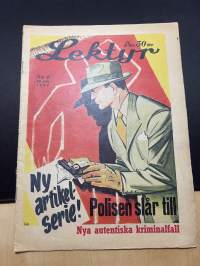 Lektyr
Ny
artikel
serie!
Polisen slår till
Nya autentiska kriminalfall